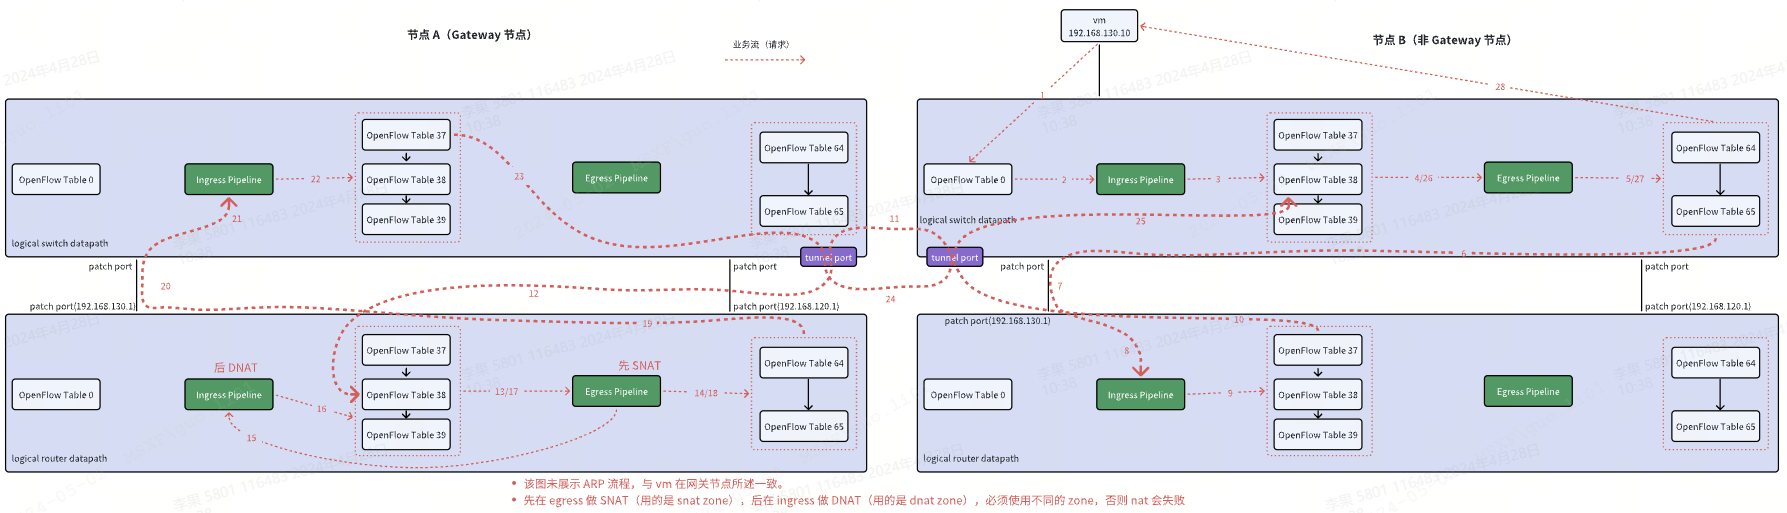 节点 A（Gateway 节点）
业务流（请求）
vm
192.168.130.10
节点 B（非 Gateway 节点）
1
28
OpenFlow Table 0
Ingress Pipeline
22
OpenFlow Table 37
OpenFlow Table 38
OpenFlow Table 39
23
Egress Pipeline
OpenFlow Table 64
OpenFlow Table 65
21
logical switch datapath
tunnel port
11
OpenFlow Table 0
2
Ingress Pipeline
3
OpenFlow Table 37
OpenFlow Table 38
OpenFlow Table 39
4/26
Egress Pipeline
5/27
OpenFlow Table 64
OpenFlow Table 65
25
logical switch datapath
tunnel port
6
patch port
20
patch port(192.168.130.1)
12
patch port
patch port(192.168.120.1)
24
patch port
7
patch port(192.168.130.1)
patch port
patch port(192.168.120.1)
19
10
后 DNAT
先 SNAT
OpenFlow Table 0
Ingress Pipeline
16
15
OpenFlow Table 37
OpenFlow Table 38
OpenFlow Table 39
13/17
Egress Pipeline
14/18
OpenFlow Table 64
OpenFlow Table 65
logical router datapath
8
OpenFlow Table 0
Ingress Pipeline
9
OpenFlow Table 37
OpenFlow Table 38
OpenFlow Table 39
Egress Pipeline
OpenFlow Table 64
OpenFlow Table 65
logical router datapath
• 该图未展示 ARP 流程，与 vm 在网关节点所述一致。
• 先在 egress 做 SNAT（用的是 snat zone），后在 ingress 做 DNAT（用的是 dnat zone），必须使用不同的 zone，否则 nat 会失败